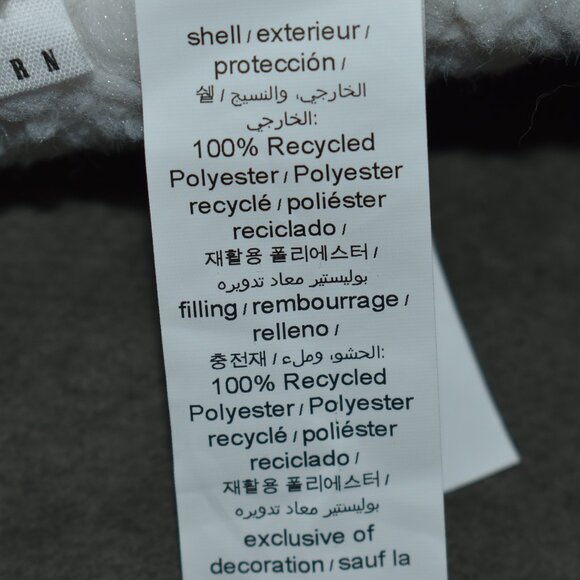 RN
shell / exterieur /
protección /
쉘 / الخارجي، والنسيج
الخارجي:
100% Recycled
Polyester / Polyester
recyclé / poliéster
reciclado /
재활용 폴리에스터 /
بوليستير معاد تدويره
filling / rembourrage /
relleno /
충전재 / الحشو، وملء:
100% Recycled
Polyester / Polyester
recyclé / poliéster
reciclado /
재활용 폴리에스터 /
بوليستير معاد تدويره
exclusive of
decoration / sauf la